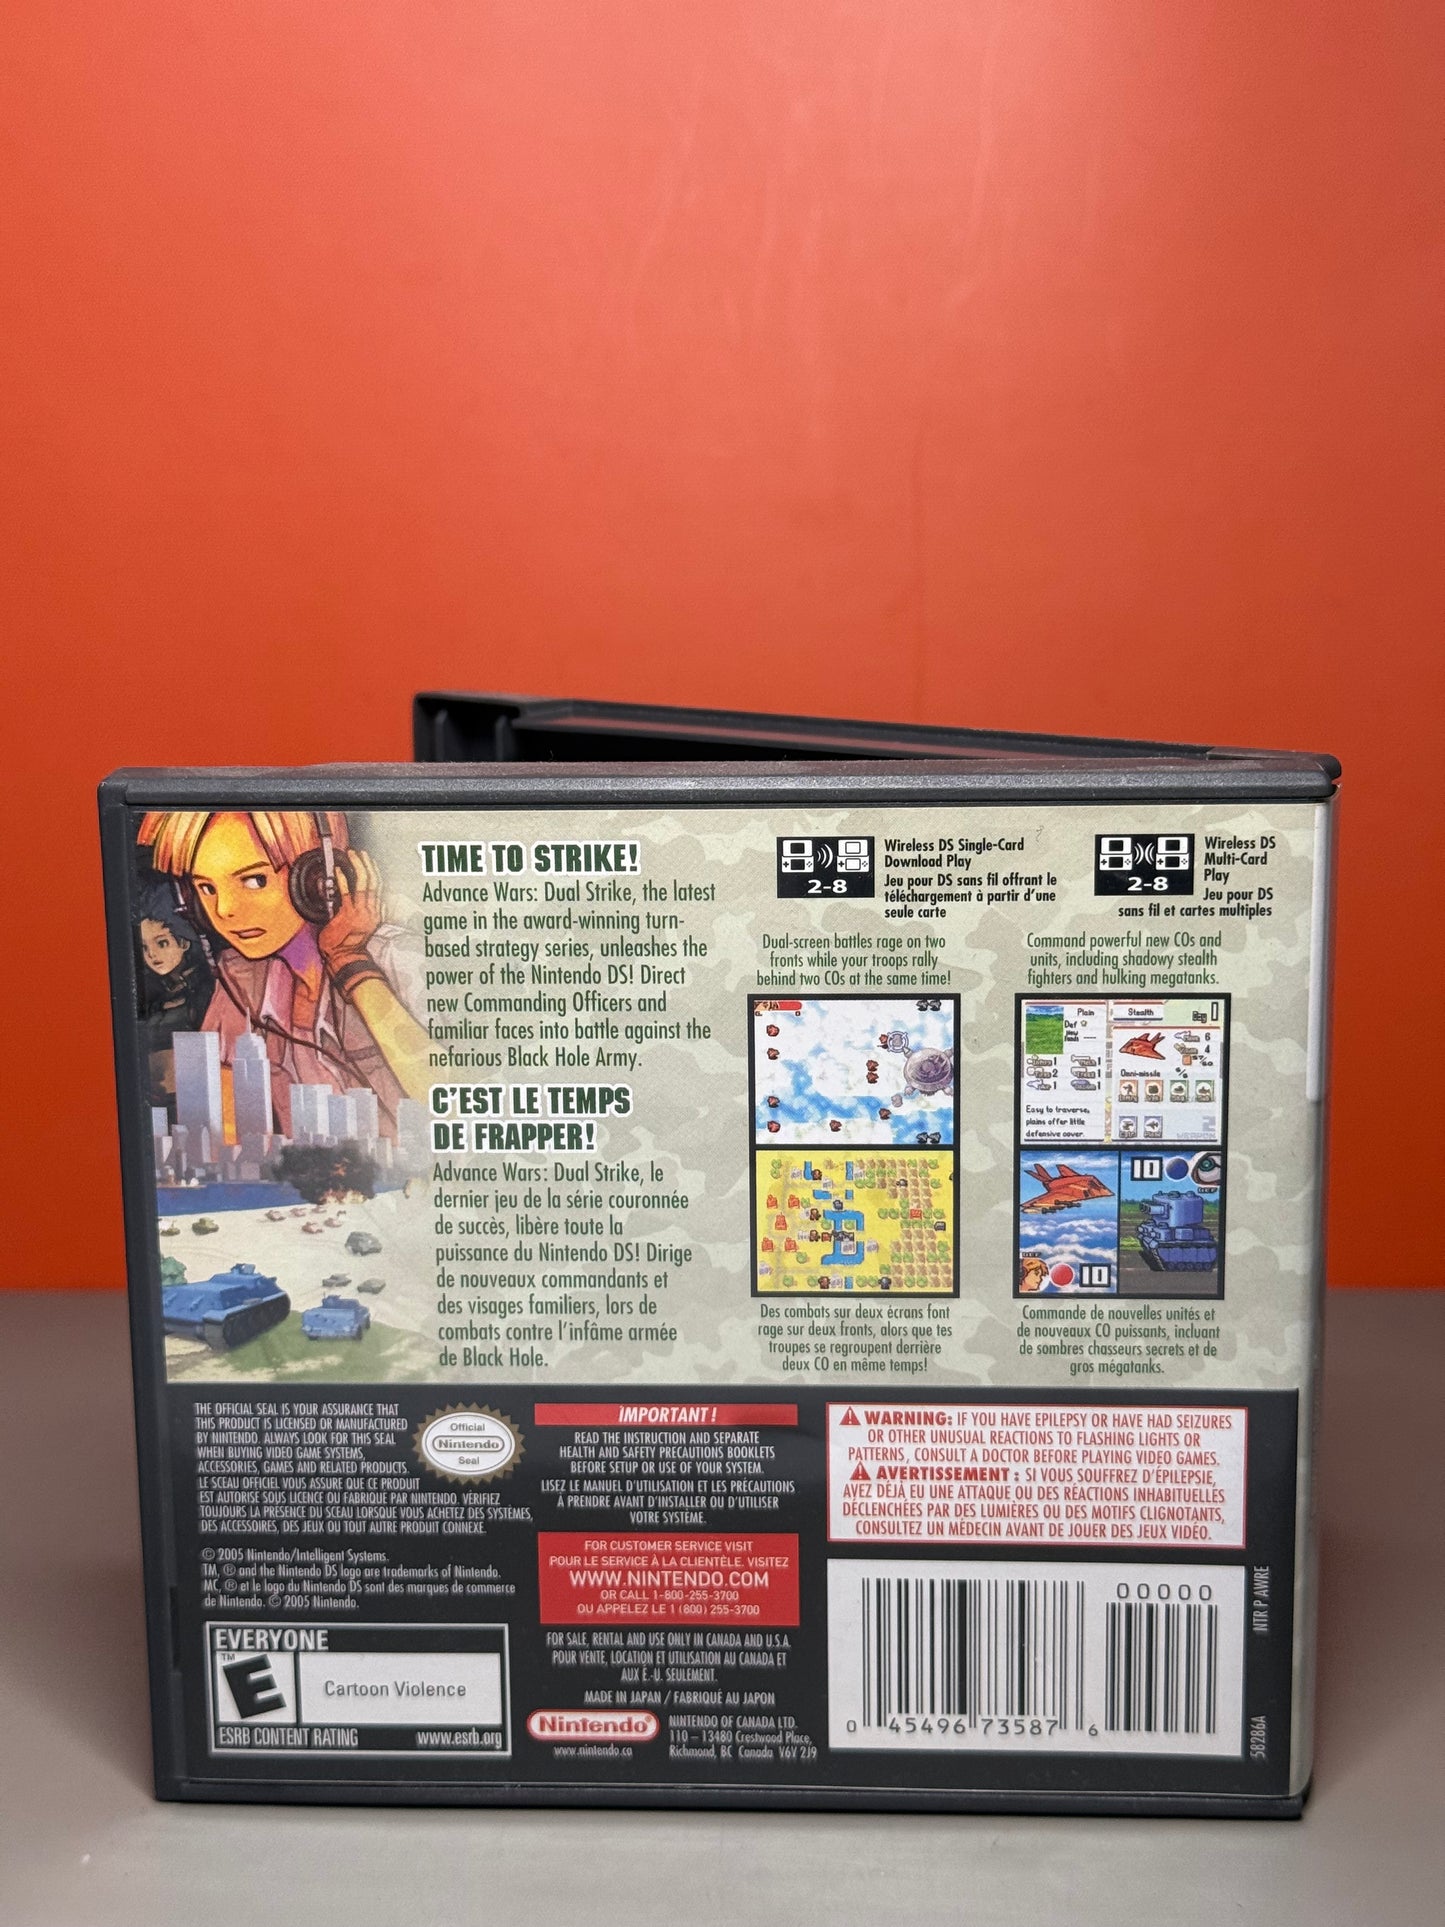 TIME TO STRIKE!
Advance Wars: Dual Strike, the latest
game in the award-winning turn-
based strategy series, unleashes the
power of the Nintendo DS! Direct
new Commanding Officers and
familiar faces into battle against the
nefarious Black Hole Army.
C'EST LE TEMPS
DE FRAPPER!
Advance Wars: Dual Strike, le
dernier jeu de la série couronnée
de succès, libère toute la
puissance du Nintendo DS! Dirige
de nouveaux commandants et
des visages familiers, lors de
combats contre l'infâme armée
de Black Hole.
2-8
Wireless DS Single-Card
Download Play
Jeu pour DS sans fil offrant le
téléchargement à partir d'une
seule carte
2-8
Wireless DS
Multi-Card
Play
Jeu pour DS
sans fil et cartes multiples
Dual-screen battles rage on two
fronts while your troops rally
behind two COs at the same time!
Command powerful new COs and
units, including shadowy stealth
fighters and hulking megatanks.
Plain
Def
Stealth
Day 1
6
4
Omni-missile
Easy to traverse,
plains offer little
defensive cover.
WEAPON
10
10
Des combats sur deux écrans font
rage sur deux fronts, alors que tes
troupes se regroupent derrière
deux CO en même temps!
Commande de nouvelles unités et
de nouveaux CO puissants, incluant
de sombres chasseurs secrets et de
gros mégatanks.
THE OFFICIAL SEAL IS YOUR ASSURANCE THAT
THIS PRODUCT IS LICENSED OR MANUFACTURED
BY NINTENDO. ALWAYS LOOK FOR THIS SEAL
WHEN BUYING VIDEO GAME SYSTEMS,
ACCESSORIES, GAMES AND RELATED PRODUCTS.
LE SCEAU OFFICIEL VOUS ASSURE QUE CE PRODUIT
EST AUTORISÉ SOUS LICENCE OU FABRIQUÉ PAR NINTENDO. VÉRIFIEZ
TOUJOURS LA PRÉSENCE DU SCEAU LORSQUE VOUS ACHETEZ DES SYSTÈMES,
DES ACCESSOIRES, DES JEUX OU TOUT AUTRE PRODUIT CONNEXE.
Official
Nintendo
Seal
© 2005 Nintendo/Intelligent Systems.
TM, ® and the Nintendo DS logo are trademarks of Nintendo.
MC, ® et le logo du Nintendo DS sont des marques de commerce
de Nintendo. © 2005 Nintendo.
EVERYONE
TM
E
Cartoon Violence
ESRB CONTENT RATING www.esrb.org
IMPORTANT!
READ THE INSTRUCTION AND SEPARATE
HEALTH AND SAFETY PRECAUTIONS BOOKLETS
BEFORE SETUP OR USE OF YOUR SYSTEM.
LISEZ LE MANUEL D'UTILISATION ET LES PRÉCAUTIONS
À PRENDRE AVANT D'INSTALLER OU D'UTILISER
VOTRE SYSTÈME.
FOR CUSTOMER SERVICE VISIT
POUR LE SERVICE À LA CLIENTÈLE, VISITEZ
WWW.NINTENDO.COM
OR CALL 1-800-255-3700
OU APPELEZ LE 1 (800) 255-3700
FOR SALE, RENTAL AND USE ONLY IN CANADA AND U.S.A.
POUR VENTE, LOCATION ET UTILISATION AU CANADA ET
AUX É.-U. SEULEMENT.
MADE IN JAPAN / FABRIQUÉ AU JAPON
Nintendo®
www.nintendo.ca
NINTENDO OF CANADA LTD.
110 – 13480 Crestwood Place,
Richmond, BC Canada V6V 2J9
WARNING: IF YOU HAVE EPILEPSY OR HAVE HAD SEIZURES
OR OTHER UNUSUAL REACTIONS TO FLASHING LIGHTS OR
PATTERNS, CONSULT A DOCTOR BEFORE PLAYING VIDEO GAMES.
AVERTISSEMENT : SI VOUS SOUFFREZ D'ÉPILEPSIE,
AVEZ DÉJÀ EU UNE ATTAQUE OU DES RÉACTIONS INHABITUELLES
DÉCLENCHÉES PAR DES LUMIÈRES OU DES MOTIFS CLIGNOTANTS,
CONSULTEZ UN MÉDECIN AVANT DE JOUER DES JEUX VIDÉO.
00000
0 45496 73587 6
NTR P AWRE
58286A